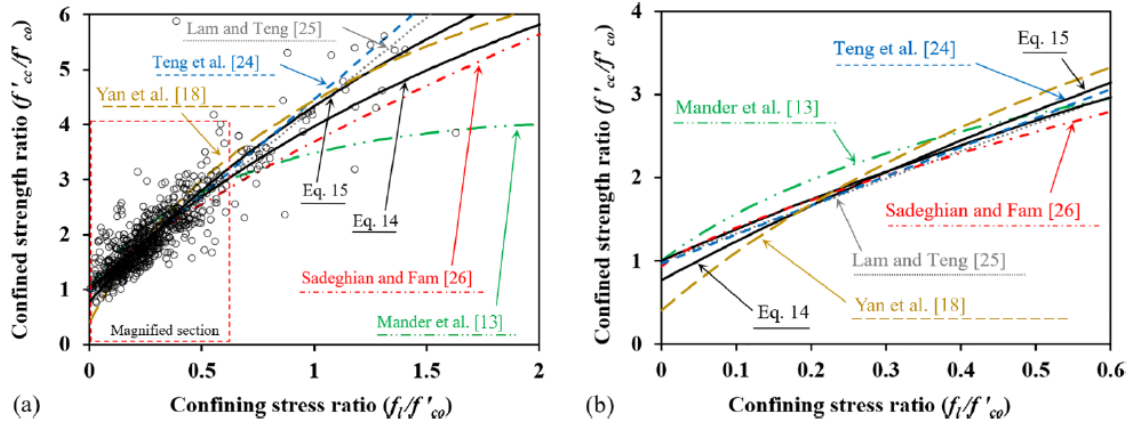 Confined strength ratio (f'cc/f'co)
6
5
4
3
2
1
0
Lam and Teng [25]
Teng et al. [24]
Yan et al. [18]
Eq. 15
Eq. 14
Sadeghian and Fam [26]
Mander et al. [13]
Magnified section
0 0.5 1 1.5 2
(a)
Confining stress ratio (fl/f'co)
Confined strength ratio (f'cc/f'co)
4
3
2
1
0
Eq. 15
Teng et al. [24]
Mander et al. [13]
Sadeghian and Fam [26]
Lam and Teng [25]
Yan et al. [18]
Eq. 14
0 0.1 0.2 0.3 0.4 0.5 0.6
(b)
Confining stress ratio (fl/f'co)